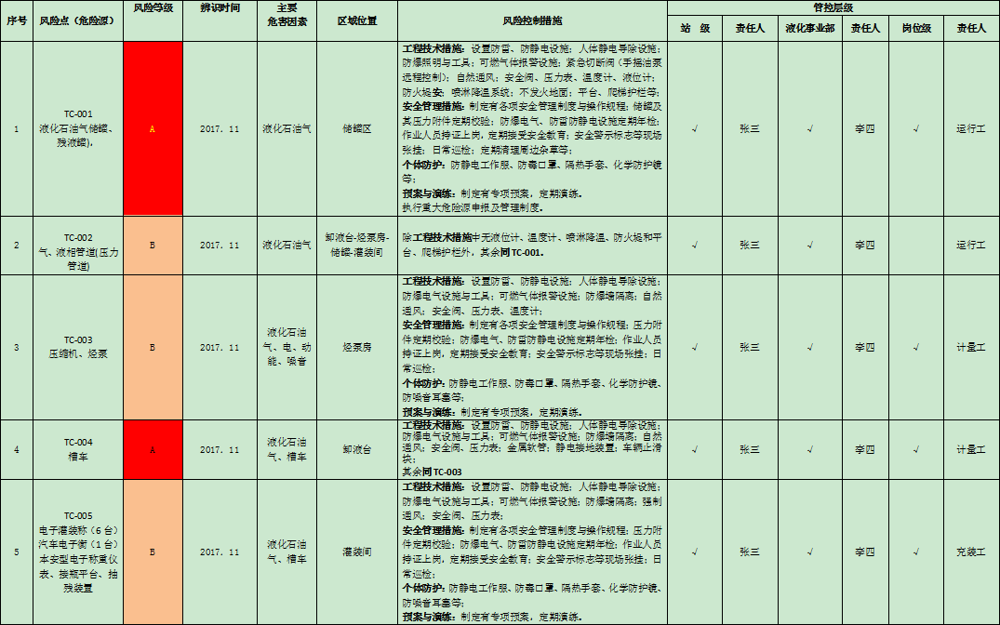 序号
风险点（危险源）
风险等级
辨识时间
主要
危害因素
区域位置
风险控制措施
管控层级
站 级
责任人
液化事业部
责任人
岗位级
责任人
1
TC-001
液化石油气储罐、
残液罐)．
A
2017．11
液化石油气
储罐区
工程技术措施：设置防雷、防静电设施；人体静电导除设施；
防爆照明与工具；可燃气体报警设施；紧急切断阀（手摇油泵
远程控制）；自然通风；安全阀、压力表、温度计、液位计；
防火堤安；喷淋降温系统；不发火地面；平台、爬梯护栏等；
安全管理措施：制定有各项安全管理制度与操作规程；储罐及
其压力附件定期校验；防爆电气、防雷防静电设施定期年检；
作业人员持证上岗，定期接受安全教育；安全警示标志等现场
张挂；日常巡检；定期清理周边杂草等；
个体防护：防静电工作服、防毒口罩、隔热手套、化学防护镜
等；
预案与演练：制定有专项预案，定期演练。
执行重大危险源申报及管理制度。
√
张三
√
李四
√
运行工
2
TC-002
气、液相管道(压力
管道)
B
2017．11
液化石油气
卸液台-烃泵房-
储罐-灌装间
除工程技术措施中无液位计、温度计、喷淋降温、防火堤和平
台、爬梯护栏外，其余同TC-001。
√
张三
√
李四
运行工
3
TC-003
压缩机、烃泵
B
2017．11
液化石油
气、电、动
能、噪音
烃泵房
工程技术措施：设置防雷、防静电设施；人体静电导除设施；
防爆电气设施与工具；可燃气体报警设施；防爆墙隔离；自然
通风；安全阀、压力表、温度计；
安全管理措施：制定有各项安全管理制度与操作规程；压力附
件定期校验；防爆电气、防雷防静电设施定期年检；作业人员
持证上岗，定期接受安全教育；安全警示标志等现场张挂；日
常巡检；
个体防护：防静电工作服、防毒口罩、隔热手套、化学防护镜、
防噪音耳塞等；
预案与演练：制定有专项预案，定期演练。
√
张三
√
李四
√
计量工
4
TC-004
槽车
A
2017．11
液化石油
气、槽车
卸液台
工程技术措施：设置防雷、防静电设施；人体静电导除设施；
防爆电气设施与工具；可燃气体报警设施；防爆墙隔离；自然
通风；安全阀、压力表；金属软管；静电接地装置；车辆止滑
块；
其余同TC-003
√
张三
√
李四
√
计量工
5
TC-005
电子灌装称（6 台）
汽车电子衡（1 台）
本安型电子称重仪
表、接瓶平台、抽
残装置
B
2017．11
液化石油
气、槽车
灌装间
工程技术措施：设置防雷、防静电设施；人体静电导除设施；
防爆电气设施与工具；可燃气体报警设施；防爆墙隔离；强制
通风；安全阀、压力表；
安全管理措施：制定有各项安全管理制度与操作规程；压力附
件定期校验；防爆电气、防雷防静电设施定期年检；作业人员
持证上岗，定期接受安全教育；安全警示标志等现场张挂；日
常巡检；
个体防护：防静电工作服、防毒口罩、隔热手套、化学防护镜、
防噪音耳塞等；
预案与演练：制定有专项预案，定期演练。
√
张三
√
李四
√
充装工